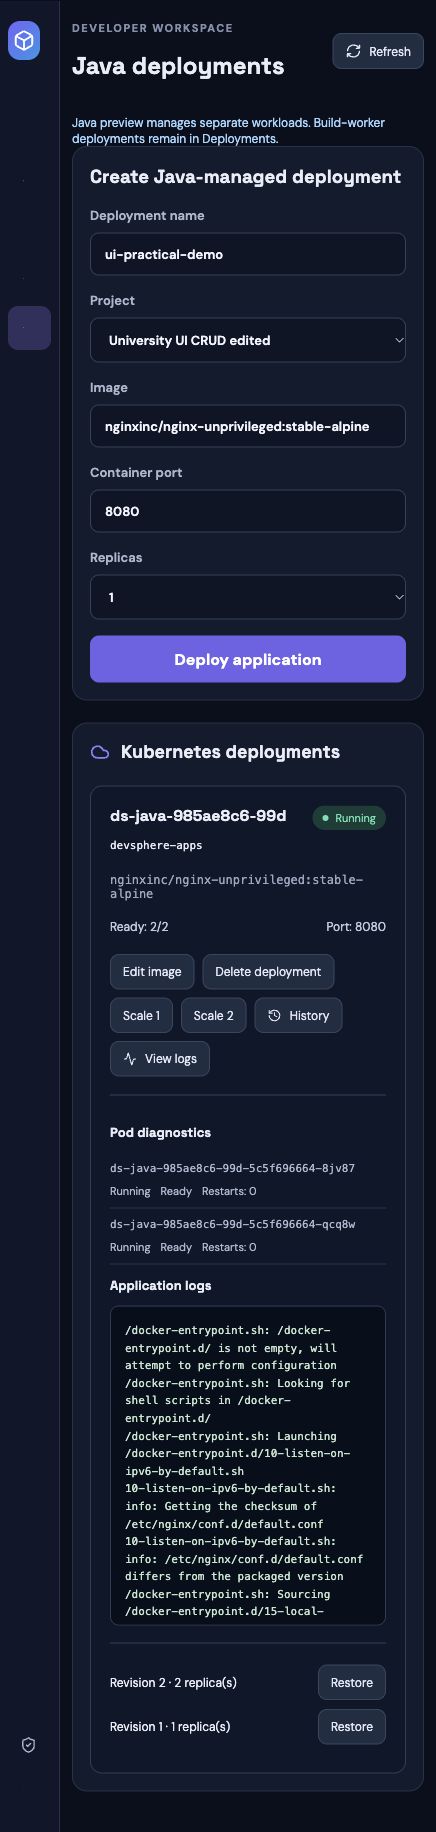 DEVELOPER WORKSPACE
Java deployments
Refresh
Java preview manages separate workloads. Build-worker
deployments remain in Deployments.
Create Java-managed deployment
Deployment name
ui-practical-demo
Project
University UI CRUD edited
Image
nginxinc/nginx-unprivileged:stable-alpine
Container port
8080
Replicas
1
Deploy application
Kubernetes deployments
ds-java-985ae8c6-99d
Running
devsphere-apps
nginxinc/nginx-unprivileged:stable-
alpine
Ready: 2/2
Port: 8080
Edit image
Delete deployment
Scale 1
Scale 2
History
View logs
Pod diagnostics
ds-java-985ae8c6-99d-5c5f696664-8jv87
Running Ready Restarts: 0
ds-java-985ae8c6-99d-5c5f696664-qcq8w
Running Ready Restarts: 0
Application logs
/docker-entrypoint.sh: /docker-
entrypoint.d/ is not empty, will
attempt to perform configuration
/docker-entrypoint.sh: Looking for
shell scripts in /docker-
entrypoint.d/
/docker-entrypoint.sh: Launching
/docker-entrypoint.d/10-listen-on-
ipv6-by-default.sh
10-listen-on-ipv6-by-default.sh:
info: Getting the checksum of
/etc/nginx/conf.d/default.conf
10-listen-on-ipv6-by-default.sh:
info: /etc/nginx/conf.d/default.conf
differs from the packaged version
/docker-entrypoint.sh: Sourcing
/docker-entrypoint.d/15-local-
Revision 2 · 2 replica(s)
Restore
Revision 1 · 1 replica(s)
Restore